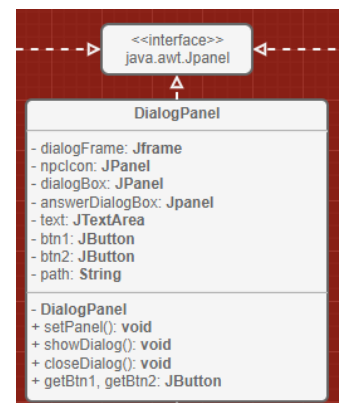 <<interface>>
java.awt.Jpanel
DialogPanel
- dialogFrame: Jframe
- npcIcon: JPanel
- dialogBox: JPanel
- answerDialogBox: Jpanel
- text: JTextArea
- btn1: JButton
- btn2: JButton
- path: String
- DialogPanel
+ setPanel(): void
+ showDialog(): void
+ closeDialog(): void
+ getBtn1, getBtn2: JButton